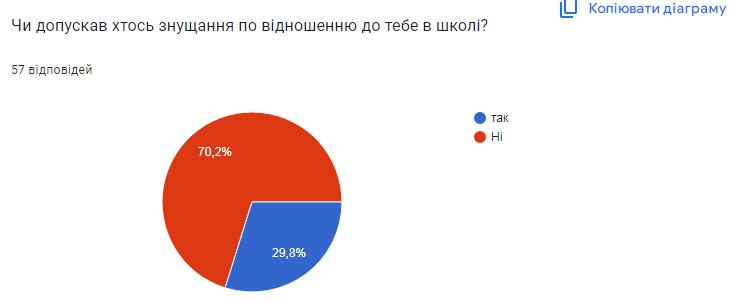 Копіювати діаграму
Чи допускав хтось знущання по відношенню до тебе в школі?
57 відповідей
так
Ні
70,2%
29,8%